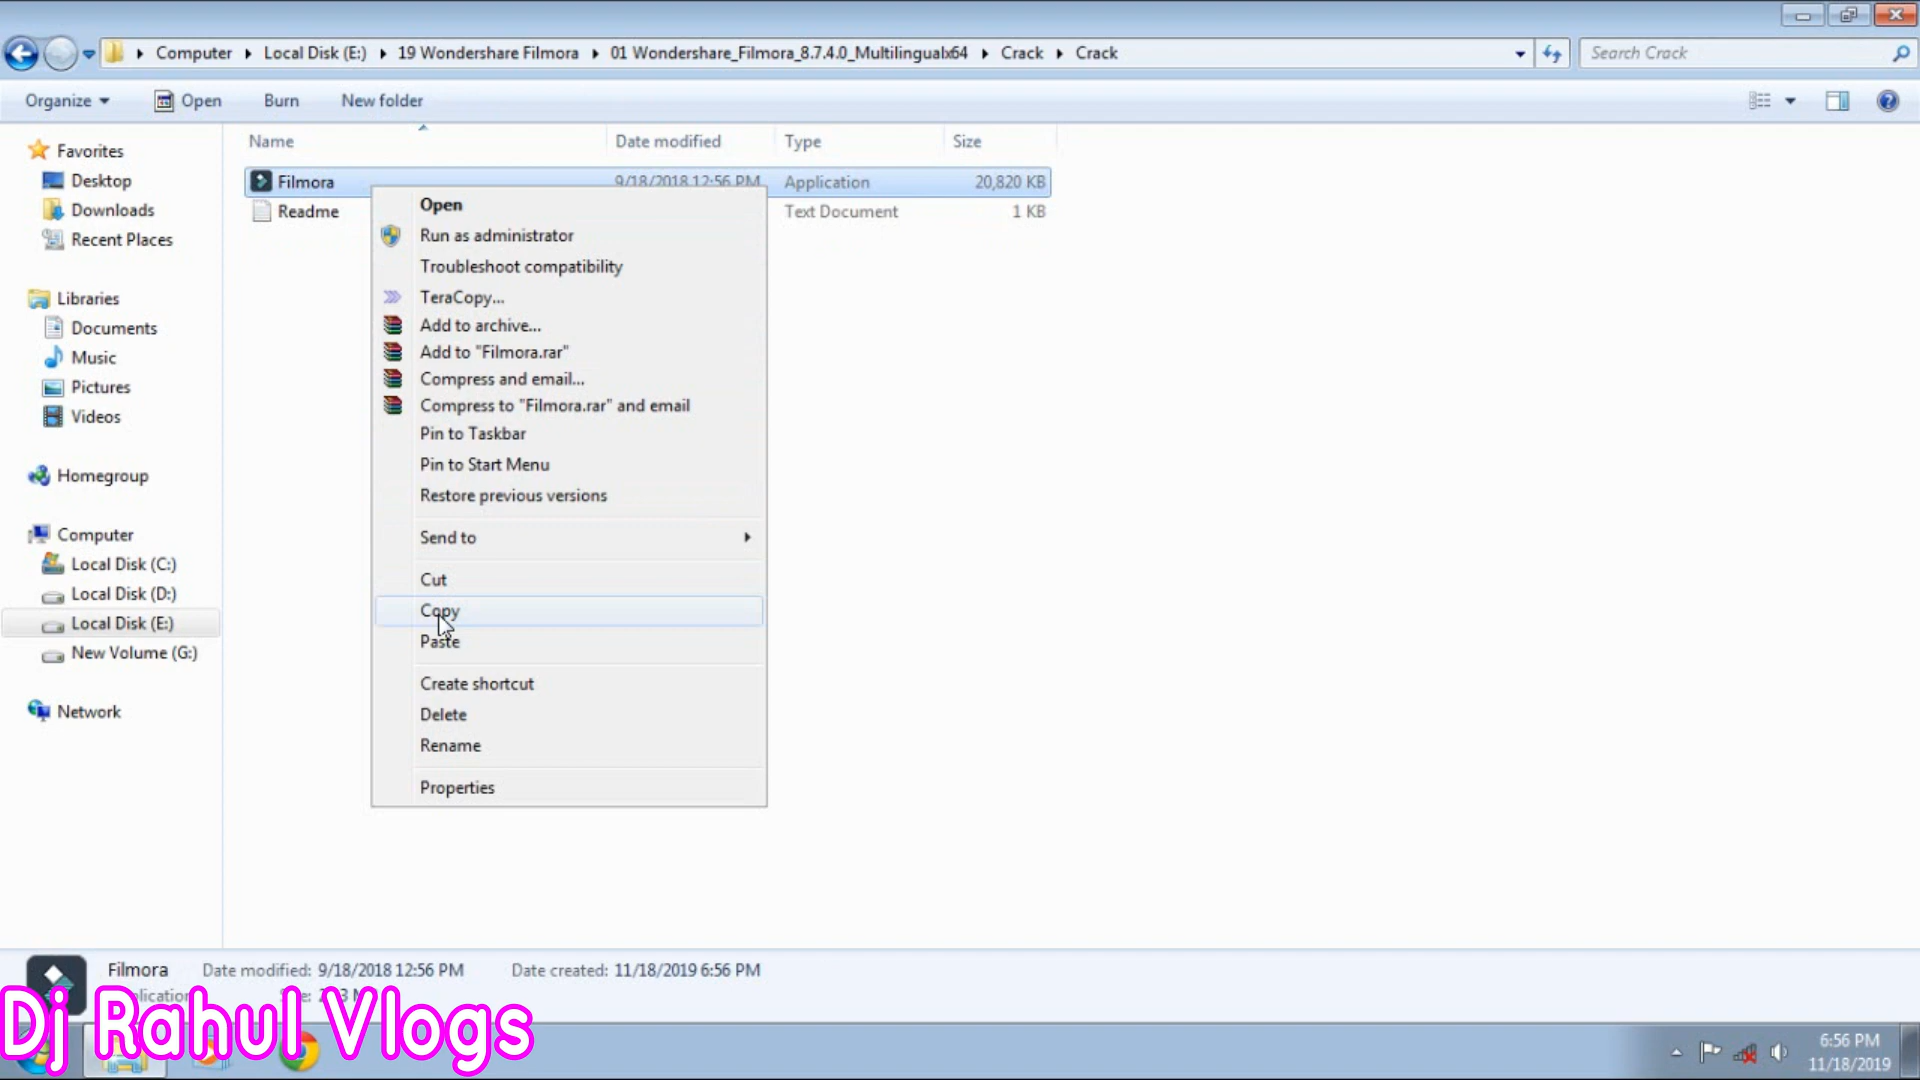 Computer Local Disk (E:) 19 Wondershare Filmora 01 Wondershare_Filmora_8.7.4.0_Multilingualx64 Crack Crack Search Crack
Organize Open Burn New folder
Name Date modified Type Size
Filmora 9/18/2018 12:56 PM Application 20,820 KB
Readme Text Document 1 KB
Favorites
Desktop
Downloads
Recent Places
Libraries
Documents
Music
Pictures
Videos
Homegroup
Computer
Local Disk (C:)
Local Disk (D:)
Local Disk (E:)
New Volume (G:)
Network
Open
Run as administrator
Troubleshoot compatibility
TeraCopy...
Add to archive...
Add to "Filmora.rar"
Compress and email...
Compress to "Filmora.rar" and email
Pin to Taskbar
Pin to Start Menu
Restore previous versions
Send to
Cut
Copy
Paste
Create shortcut
Delete
Rename
Properties
Filmora Date modified: 9/18/2018 12:56 PM Date created: 11/18/2019 6:56 PM
Dj Rahul Vlogs
6:56 PM
11/18/2019